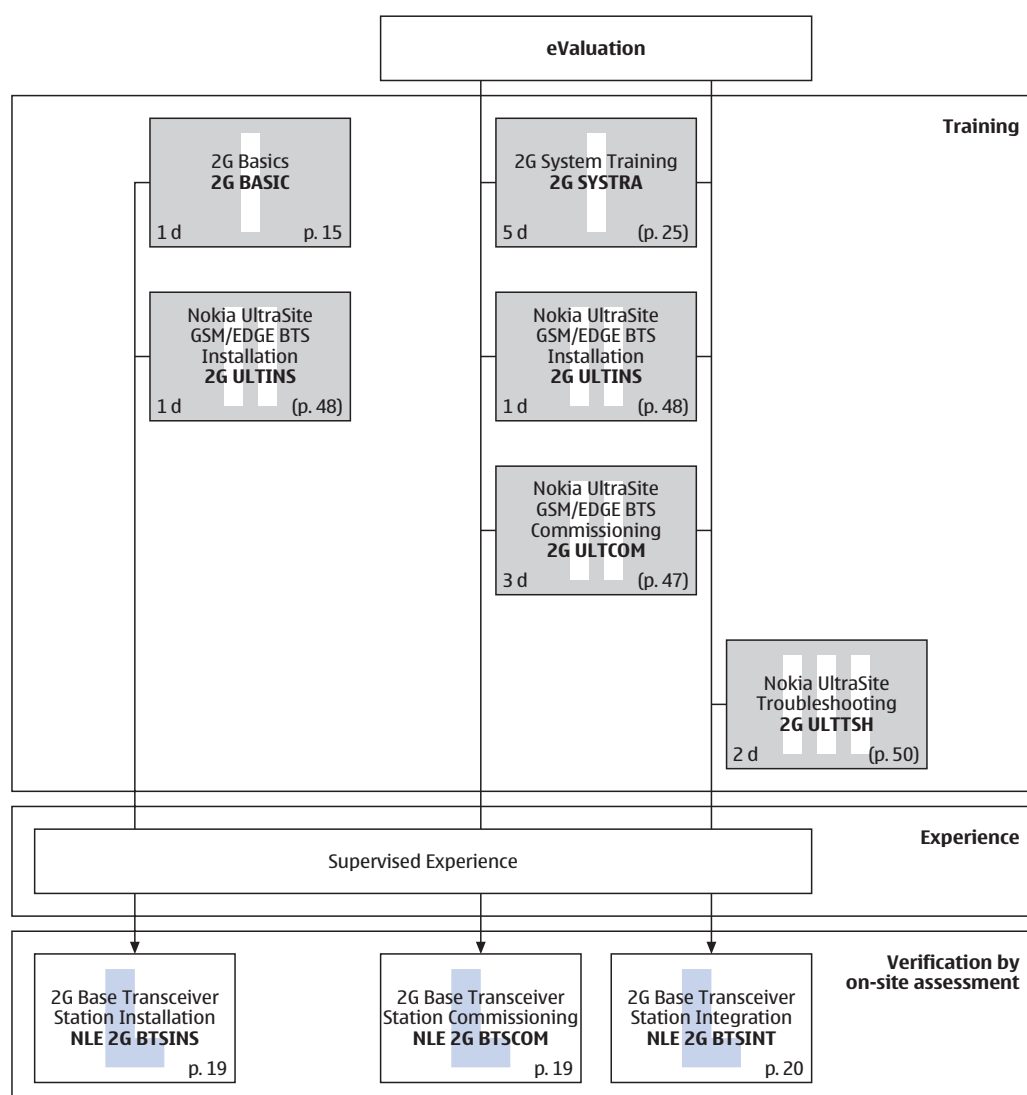 eValuation
Training
2G Basics
2G BASIC
1 d p. 15
2G System Training
2G SYSTRA
5 d (p. 25)
Nokia UltraSite
GSM/EDGE BTS
Installation
2G ULTINS
1 d (p. 48)
Nokia UltraSite
GSM/EDGE BTS
Installation
2G ULTINS
1 d (p. 48)
Nokia UltraSite
GSM/EDGE BTS
Commissioning
2G ULTCOM
3 d (p. 47)
Nokia UltraSite
Troubleshooting
2G ULTTSH
2 d (p. 50)
Experience
Supervised Experience
Verification by
on-site assessment
2G Base Transceiver
Station Installation
NLE 2G BTSINS
p. 19
2G Base Transceiver
Station Commissioning
NLE 2G BTSCOM
p. 19
2G Base Transceiver
Station Integration
NLE 2G BTSINT
p. 20